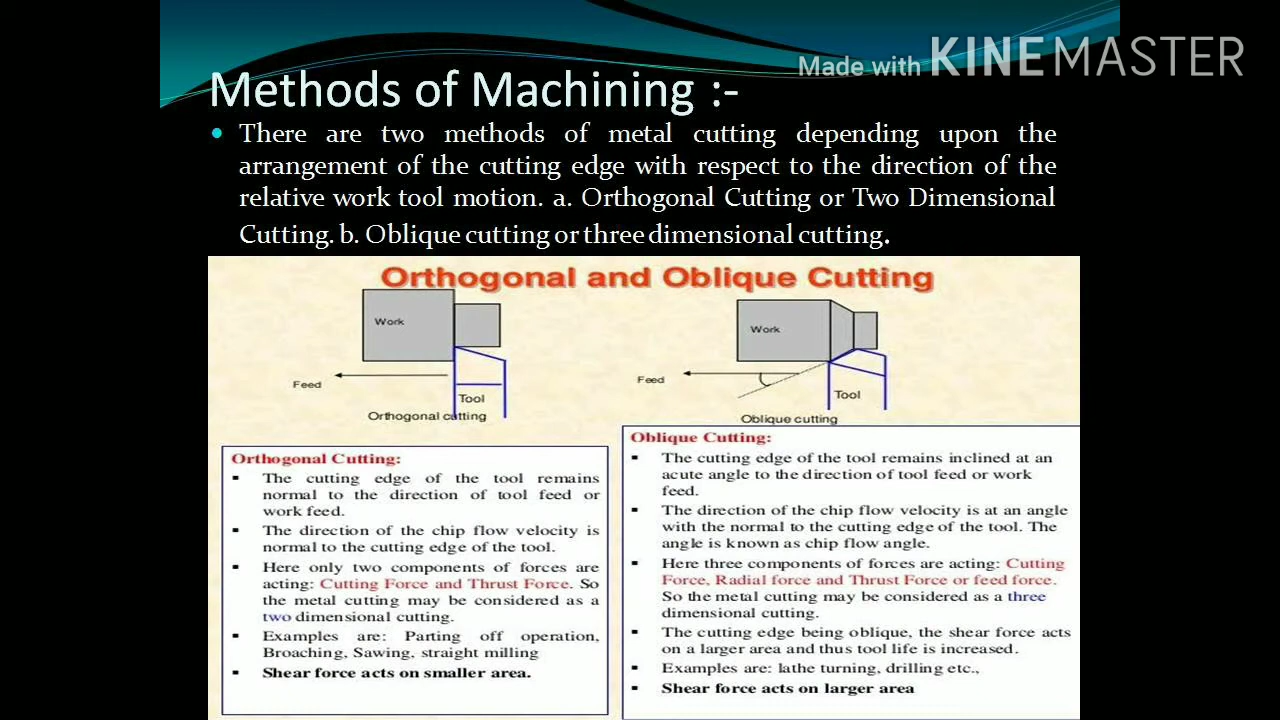 Made with KINEMASTER
Methods of Machining :-
• There are two methods of metal cutting depending upon the
arrangement of the cutting edge with respect to the direction of the
relative work tool motion. a. Orthogonal Cutting or Two Dimensional
Cutting. b. Oblique cutting or three dimensional cutting.
Orthogonal and Oblique Cutting
Work
Feed
Tool
Orthogonal cutting
Work
Feed
Tool
Oblique cutting
Orthogonal Cutting:
▪ The cutting edge of the tool remains
normal to the direction of tool feed or
work feed.
▪ The direction of the chip flow velocity is
normal to the cutting edge of the tool.
▪ Here only two components of forces are
acting: Cutting Force and Thrust Force. So
the metal cutting may be considered as a
two dimensional cutting.
▪ Examples are: Parting off operation,
Broaching, Sawing, straight milling
▪ Shear force acts on smaller area.
Oblique Cutting:
▪ The cutting edge of the tool remains inclined at an
acute angle to the direction of tool feed or work
feed.
▪ The direction of the chip flow velocity is at an angle
with the normal to the cutting edge of the tool. The
angle is known as chip flow angle.
▪ Here three components of forces are acting: Cutting
Force, Radial force and Thrust Force or feed force.
So the metal cutting may be considered as a three
dimensional cutting.
▪ The cutting edge being oblique, the shear force acts
on a larger area and thus tool life is increased.
▪ Examples are: lathe turning, drilling etc.,
▪ Shear force acts on larger area